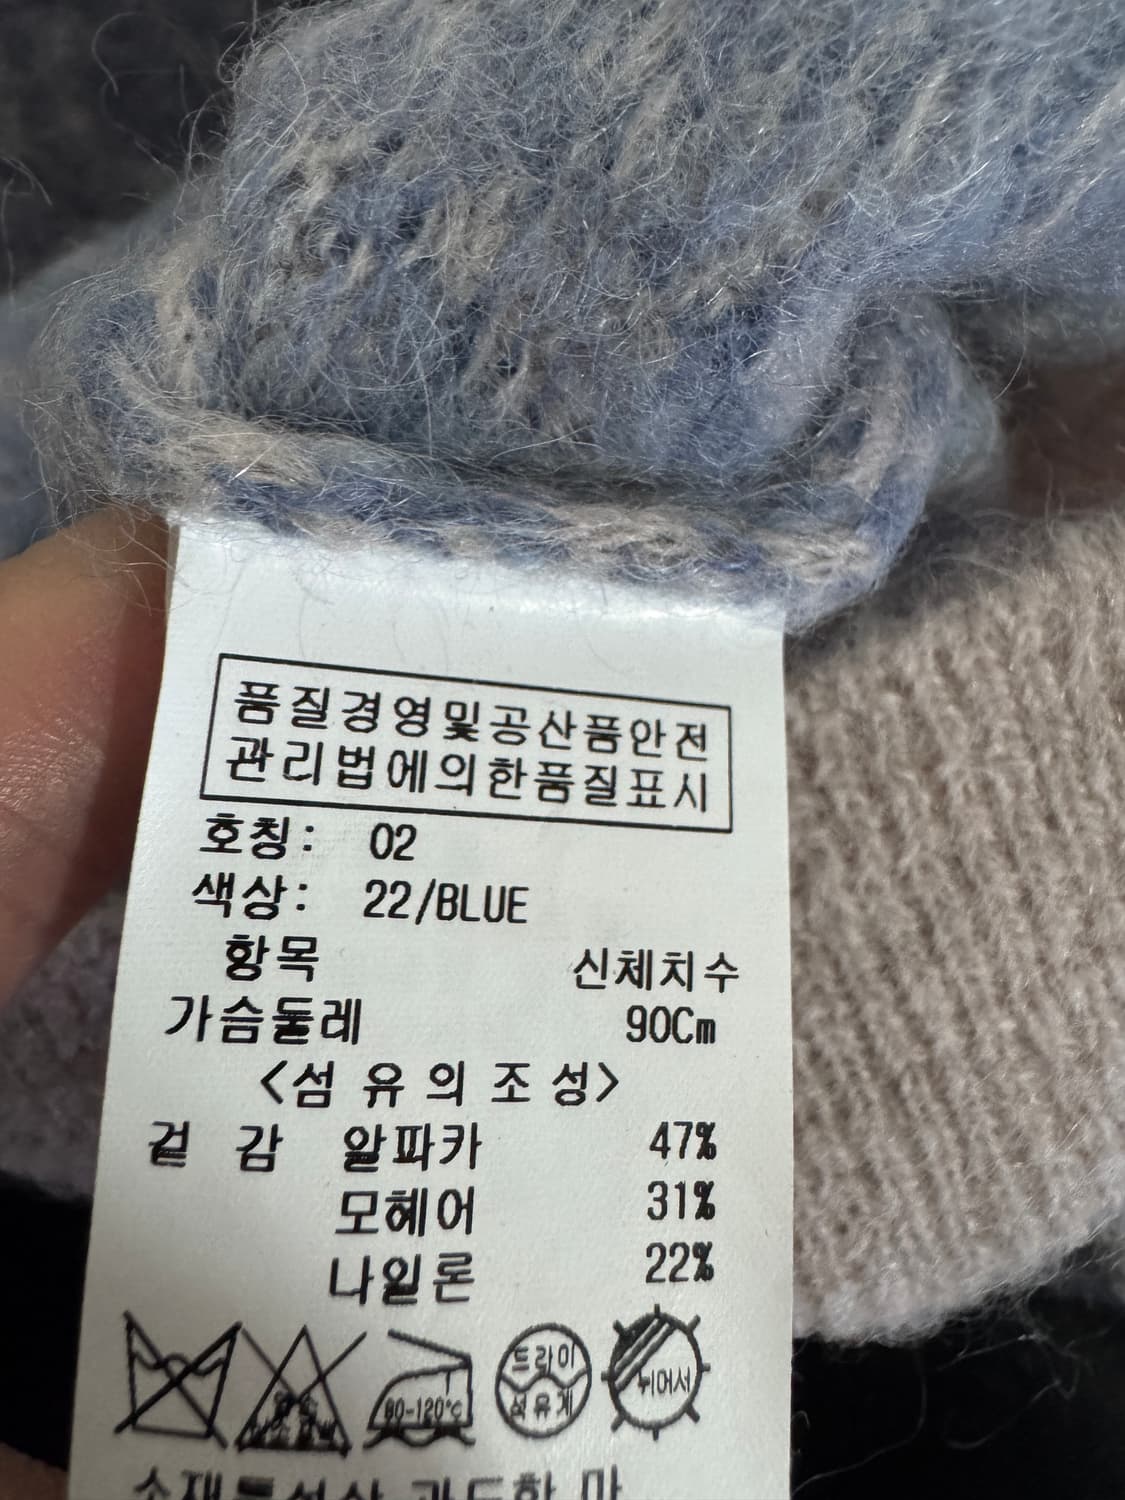 품질경영및공산품안전
관리법에의한품질표시
호칭: 02
색상: 22/BLUE
항목 신체치수
가슴둘레 90Cm
<섬유의조성>
겉감 알파카 47%
모헤어 31%
나일론 22%
80-120℃
드라이
석유계
뉘어서